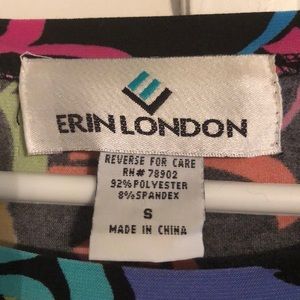 ERIN LONDON
REVERSE FOR CARE
RN# 78902
92% POLYESTER
8% SPANDEX
S
MADE IN CHINA